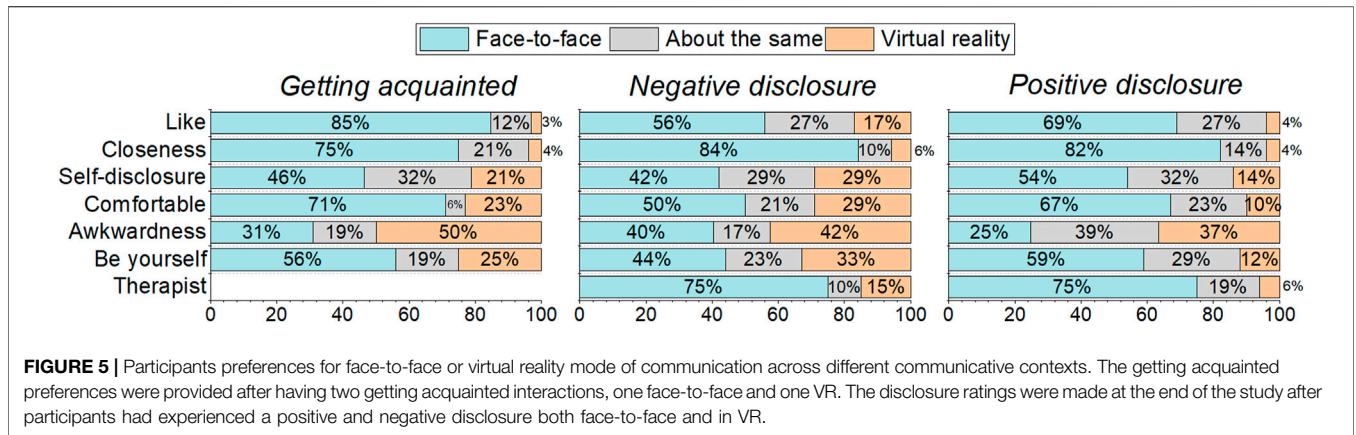 Face-to-face About the same Virtual reality
Getting acquainted Negative disclosure Positive disclosure
Like 85% 12% 3% 56% 27% 17% 69% 27% 4%
Closeness 75% 21% 4% 84% 10% 6% 82% 14% 4%
Self-disclosure 46% 32% 21% 42% 29% 29% 54% 32% 14%
Comfortable 71% 6% 23% 50% 21% 29% 67% 23% 10%
Awkwardness 31% 19% 50% 40% 17% 42% 25% 39% 37%
Be yourself 56% 19% 25% 44% 23% 33% 59% 29% 12%
Therapist 75% 10% 15% 75% 19% 6%
0 20 40 60 80 100 0 20 40 60 80 100 0 20 40 60 80 100
FIGURE 5 | Participants preferences for face-to-face or virtual reality mode of communication across different communicative contexts. The getting acquainted
preferences were provided after having two getting acquainted interactions, one face-to-face and one VR. The disclosure ratings were made at the end of the study after
participants had experienced a positive and negative disclosure both face-to-face and in VR.